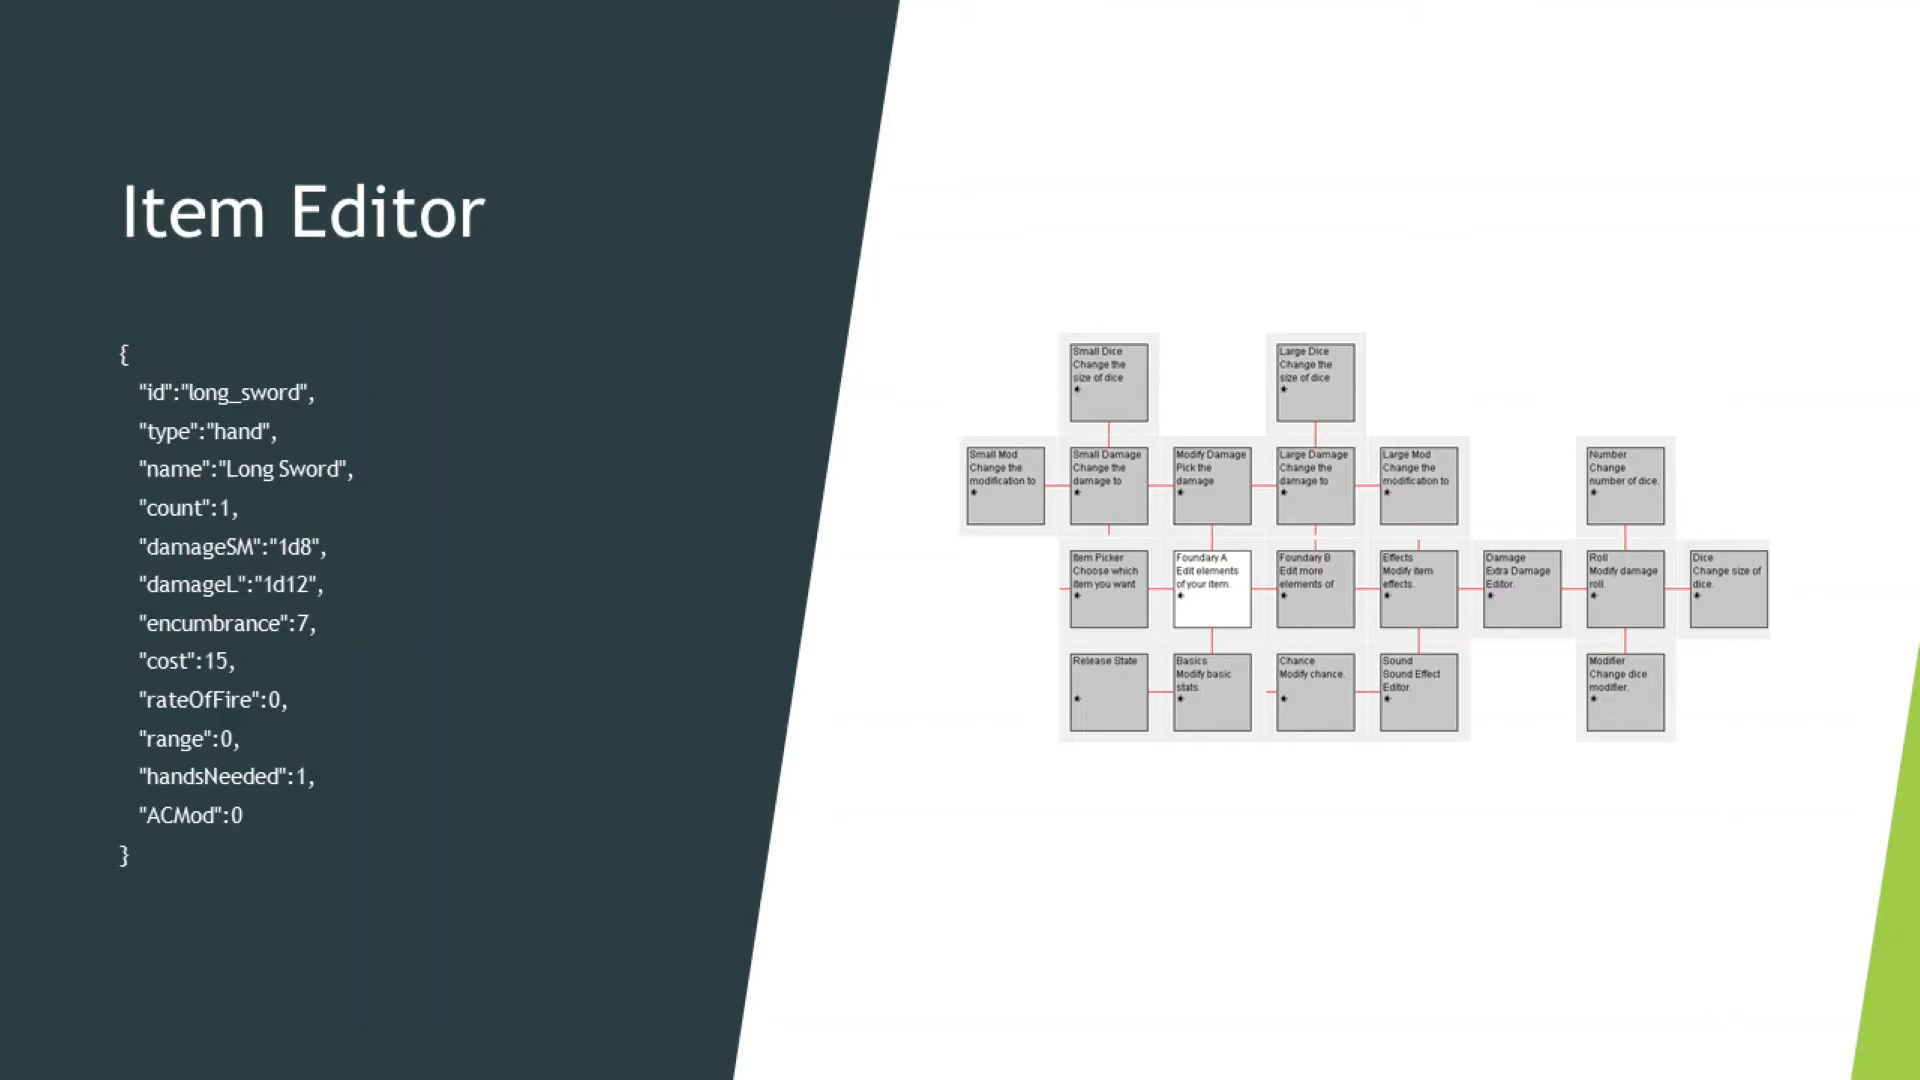 Item Editor
{
"id":"long_sword",
"type":"hand",
"name":"Long Sword",
"count":1,
"damageSM":"1d8",
"damageL":"1d12",
"encumbrance":7,
"cost":15,
"rateOfFire":0,
"range":0,
"handsNeeded":1,
"ACMod":0
}
Small Dice
Change the
size of dice
*
Large Dice
Change the
size of dice
*
Small Mod
Change the
modification to
*
Small Damage
Change the
damage to
*
Modify Damage
Pick the
damage
*
Large Damage
Change the
damage to
*
Large Mod
Change the
modification to
*
Number
Change
number of dice.
*
Item Picker
Choose which
item you want
*
Foundary A
Edit elements
of your item.
*
Foundary B
Edit more
elements of
*
Effects
Modify item
effects.
*
Damage
Extra Damage
Editor.
*
Roll
Modify damage
roll.
*
Dice
Change size of
dice.
*
Release State
*
Basics
Modify basic
stats.
*
Chance
Modify chance.
*
Sound
Sound Effect
Editor.
*
Modifier
Change dice
modifier.
*